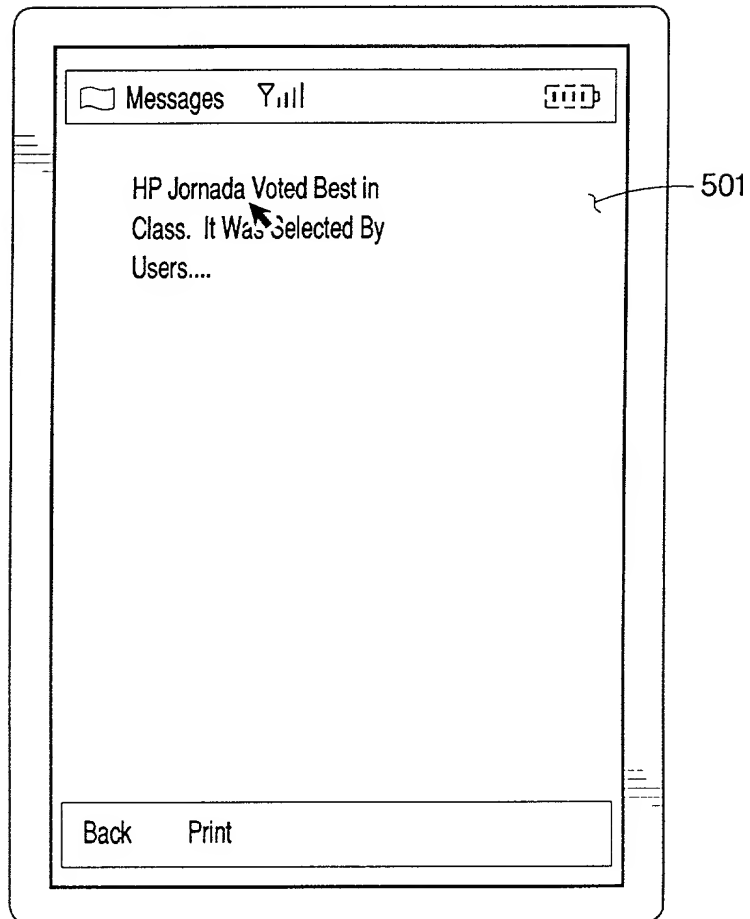 Messages
HP Jornada Voted Best in
Class. It Was Selected By
Users....
501
Back Print